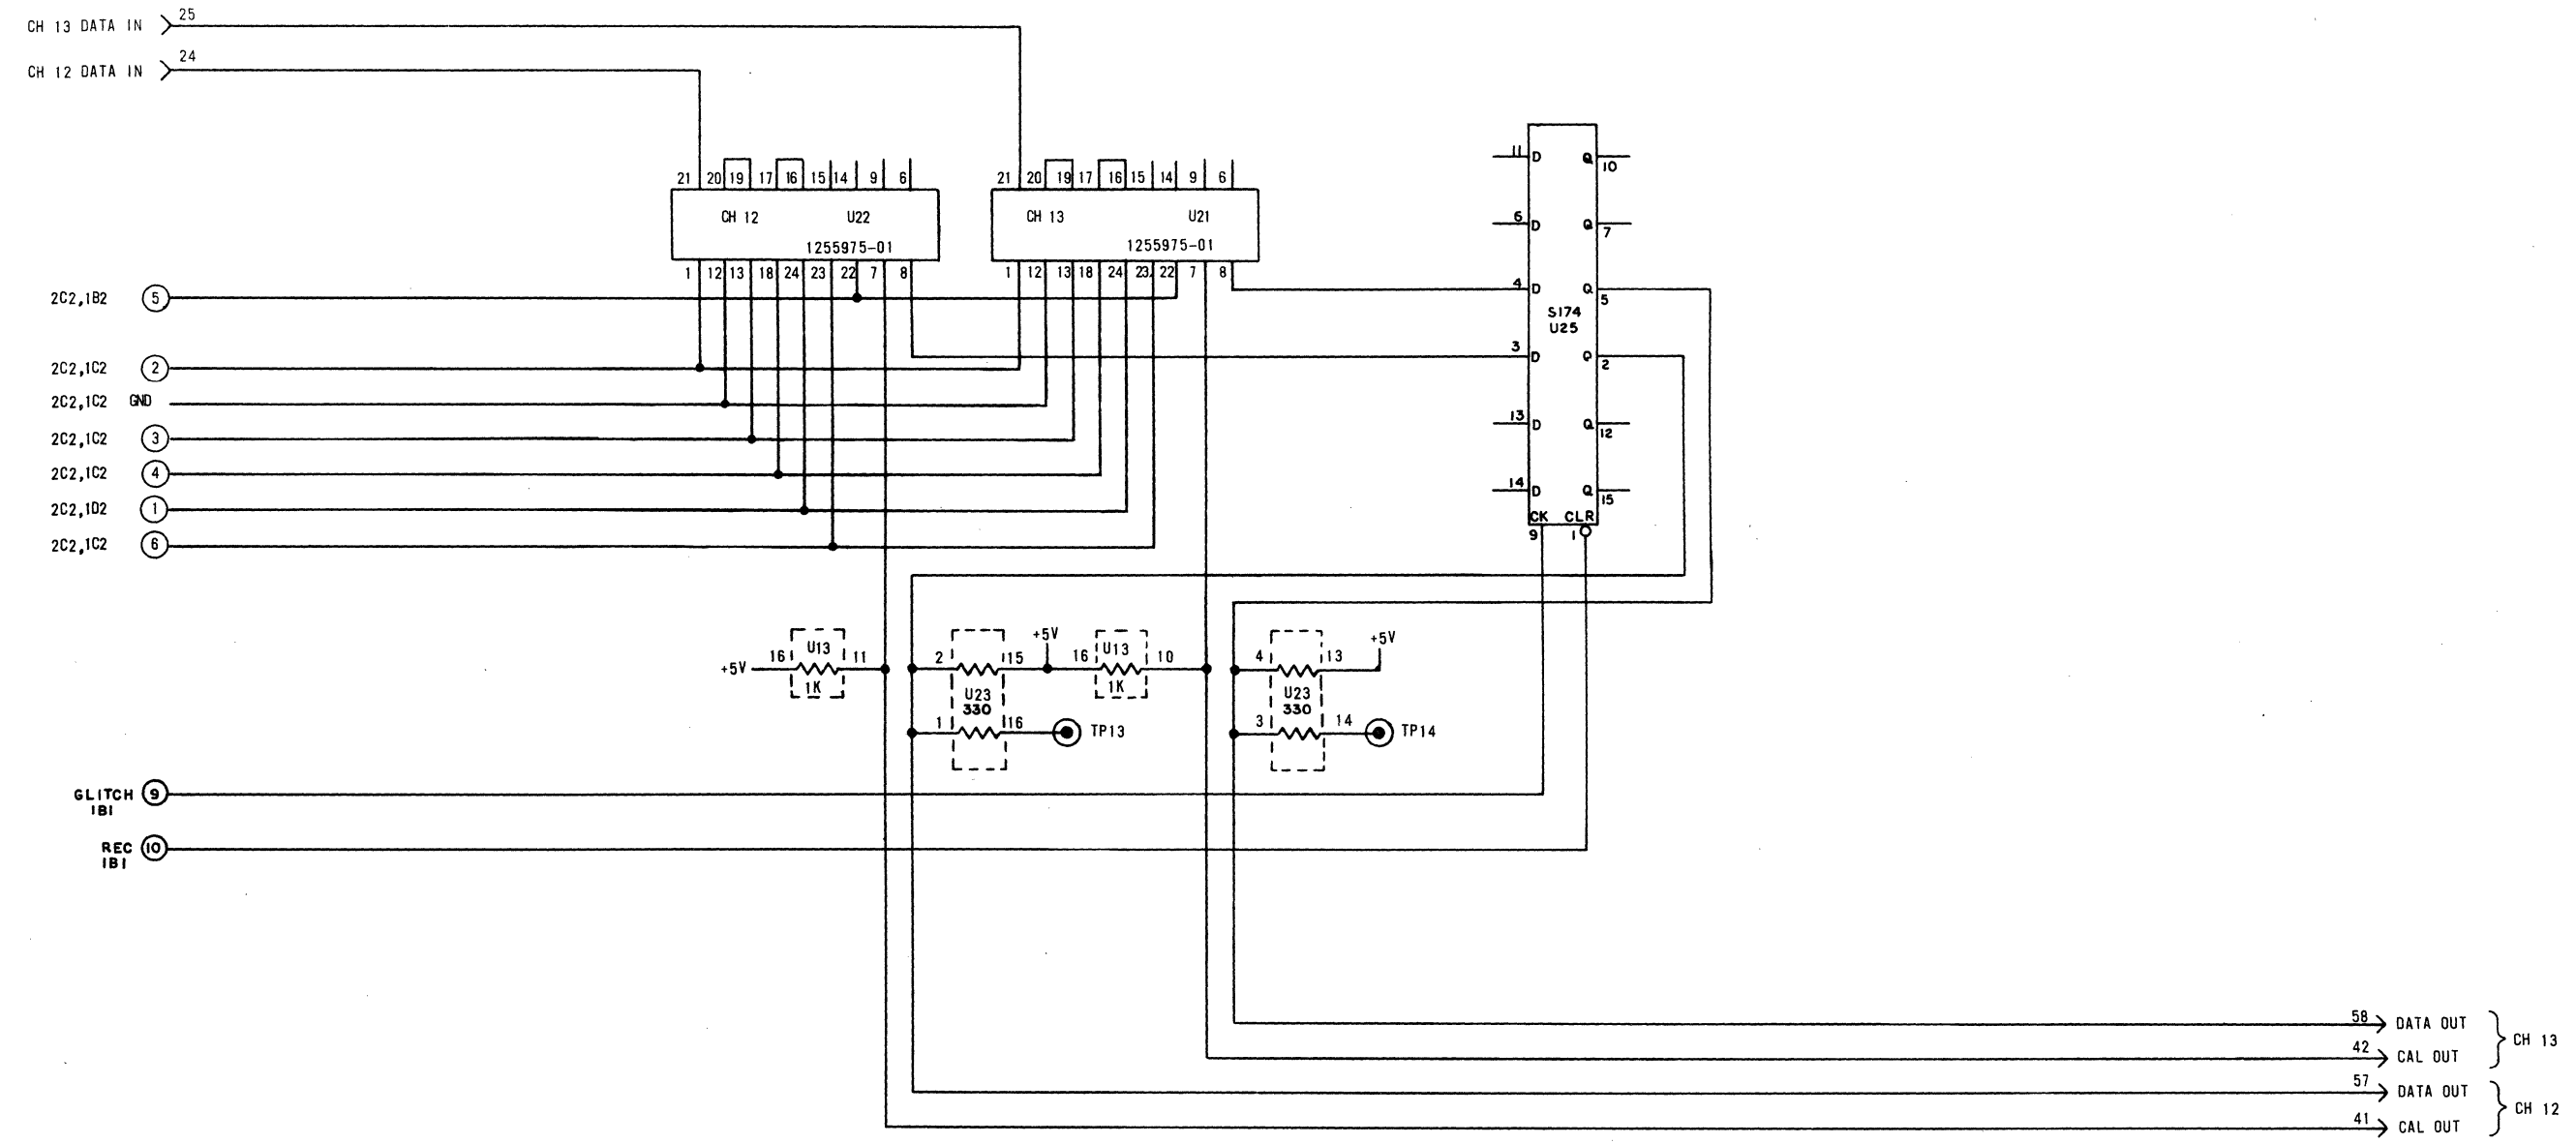 CH 13 DATA IN 25
CH 12 DATA IN 24
21 20 19 17 16 15 14 9 6
CH 12 U22
1255975-01
1 12 13 18 24 23 22 7 8
21 20 19 17 16 15 14 9 6
CH 13 U21
1255975-01
1 12 13 18 24 23 22 7 8
11 D Q 10
6 D Q 7
4 D Q 5
S174
U25
3 D Q 2
13 D Q 12
14 D Q 15
CK CLR
9 1
2C2,1B2 5
2C2,1C2 2
2C2,1C2 GND
2C2,1C2 3
2C2,1C2 4
2C2,1D2 1
2C2,1C2 6
+5V 16 U13 11
1K
2 15 +5V
U23
330
1 16 TP13
16 U13 10
1K
4 13 +5V
U23
330
3 14 TP14
GLITCH 9
1B1
REC 10
1B1
58 DATA OUT
42 CAL OUT
CH 13
57 DATA OUT
41 CAL OUT
CH 12